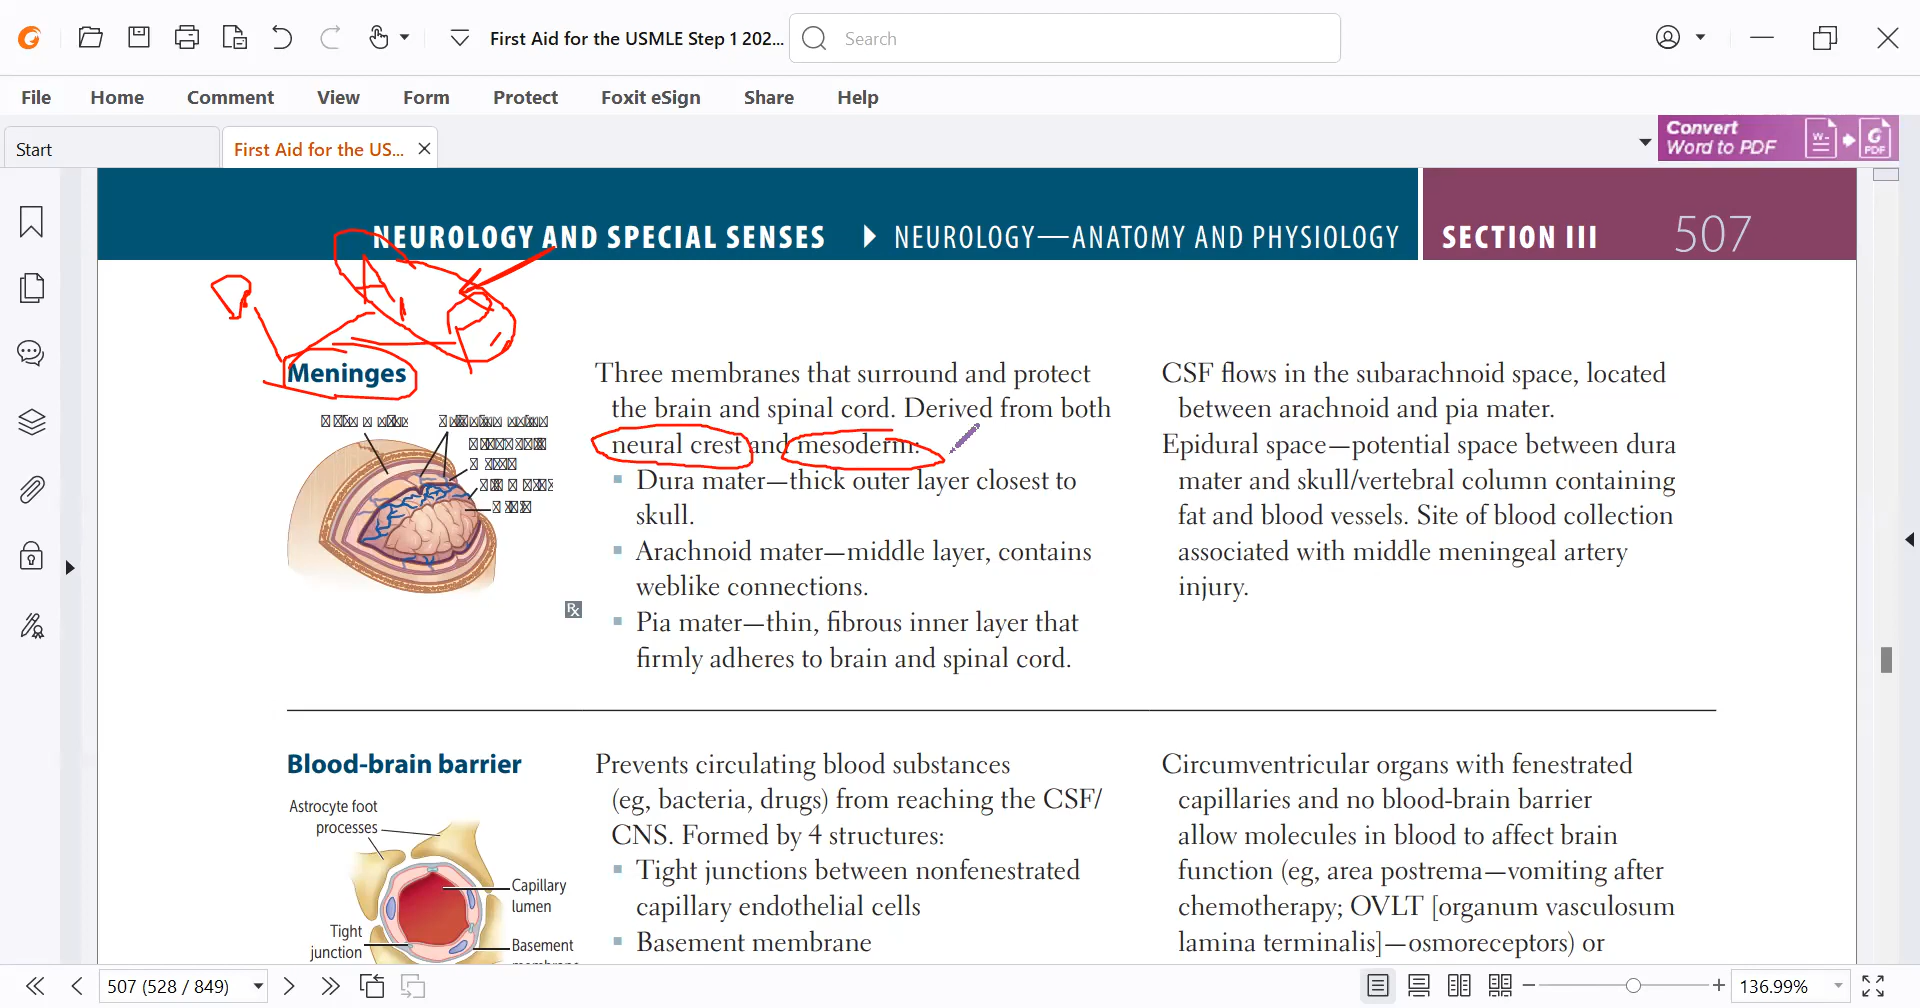 First Aid for the USMLE Step 1 202...
Search
File Home Comment View Form Protect Foxit eSign Share Help
Start
First Aid for the US...
Convert
Word to PDF
NEUROLOGY AND SPECIAL SENSES NEUROLOGY—ANATOMY AND PHYSIOLOGY
SECTION III 507
Meninges
Three membranes that surround and protect
the brain and spinal cord. Derived from both
neural crest and mesoderm:
Dura mater—thick outer layer closest to
skull.
Arachnoid mater—middle layer, contains
weblike connections.
Pia mater—thin, fibrous inner layer that
firmly adheres to brain and spinal cord.
CSF flows in the subarachnoid space, located
between arachnoid and pia mater.
Epidural space—potential space between dura
mater and skull/vertebral column containing
fat and blood vessels. Site of blood collection
associated with middle meningeal artery
injury.
Rx
Blood-brain barrier
Astrocyte foot
processes
Capillary
lumen
Tight
junction
Basement
Prevents circulating blood substances
(eg, bacteria, drugs) from reaching the CSF/
CNS. Formed by 4 structures:
Tight junctions between nonfenestrated
capillary endothelial cells
Basement membrane
Circumventricular organs with fenestrated
capillaries and no blood-brain barrier
allow molecules in blood to affect brain
function (eg, area postrema—vomiting after
chemotherapy; OVLT [organum vasculosum
lamina terminalis]—osmoreceptors) or
507 (528 / 849)
136.99%